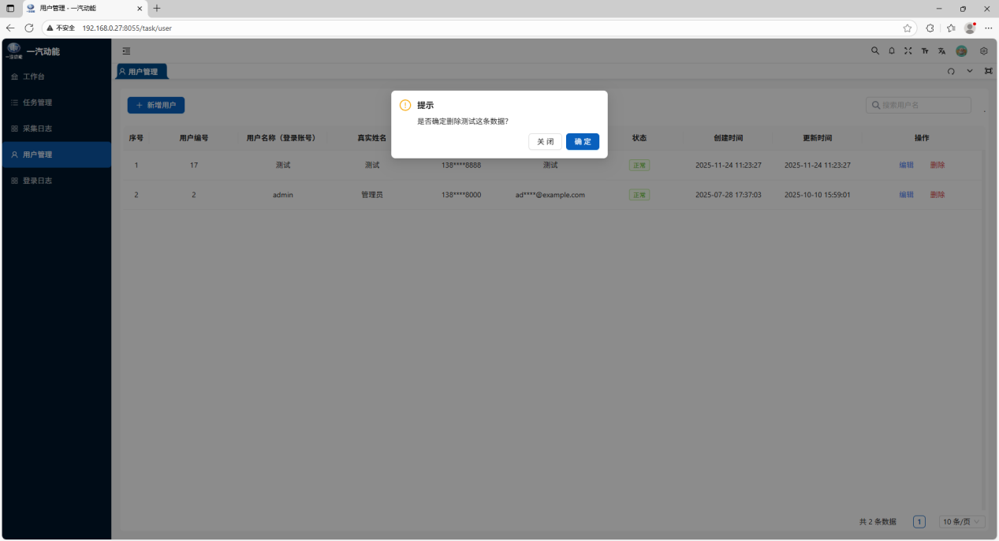 用户管理 - 一汽动能
不安全 192.168.0.27:8055/task/user
一汽动能 一汽动能
工作台
任务管理
采集日志
用户管理
登录日志
用户管理
+ 新增用户
搜索用户名
提示
是否确定删除测试这条数据?
关 闭 确 定
序号 用户编号 用户名称（登录账号） 真实姓名 状态 创建时间 更新时间 操作
1 17 测试 测试 138****8888 测试 正常 2025-11-24 11:23:27 2025-11-24 11:23:27 编辑 删除
2 2 admin 管理员 138****8000 ad****@example.com 正常 2025-07-28 17:37:03 2025-10-10 15:59:01 编辑 删除
共 2 条数据 1 10 条/页